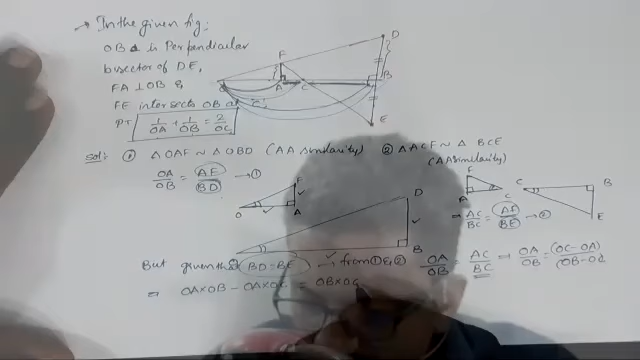 → In the given fig:
OB is Perpendicular
bisector of DE,
FA ⊥ OB &
FE intersects OB at 'C',
P= 1/OA + 1/OB = 2/OC
D
F
O A C B
E
Sol: ① Δ OAF ~ Δ OBD (AA similarity) ② Δ ACF ~ Δ BCE
(AA similarity)
OA/OB = AF/BD → ①
F
O A
D
B
F
A C
C B
E
⇒ AC/BC = AF/BE → ②
But given that BD = BE → from ① & ② OA/OB = AC/BC ⇒ OA/OB = (OC-OA)/(OB-OC)
⇒ OA×OB - OA×OC = OB×OC